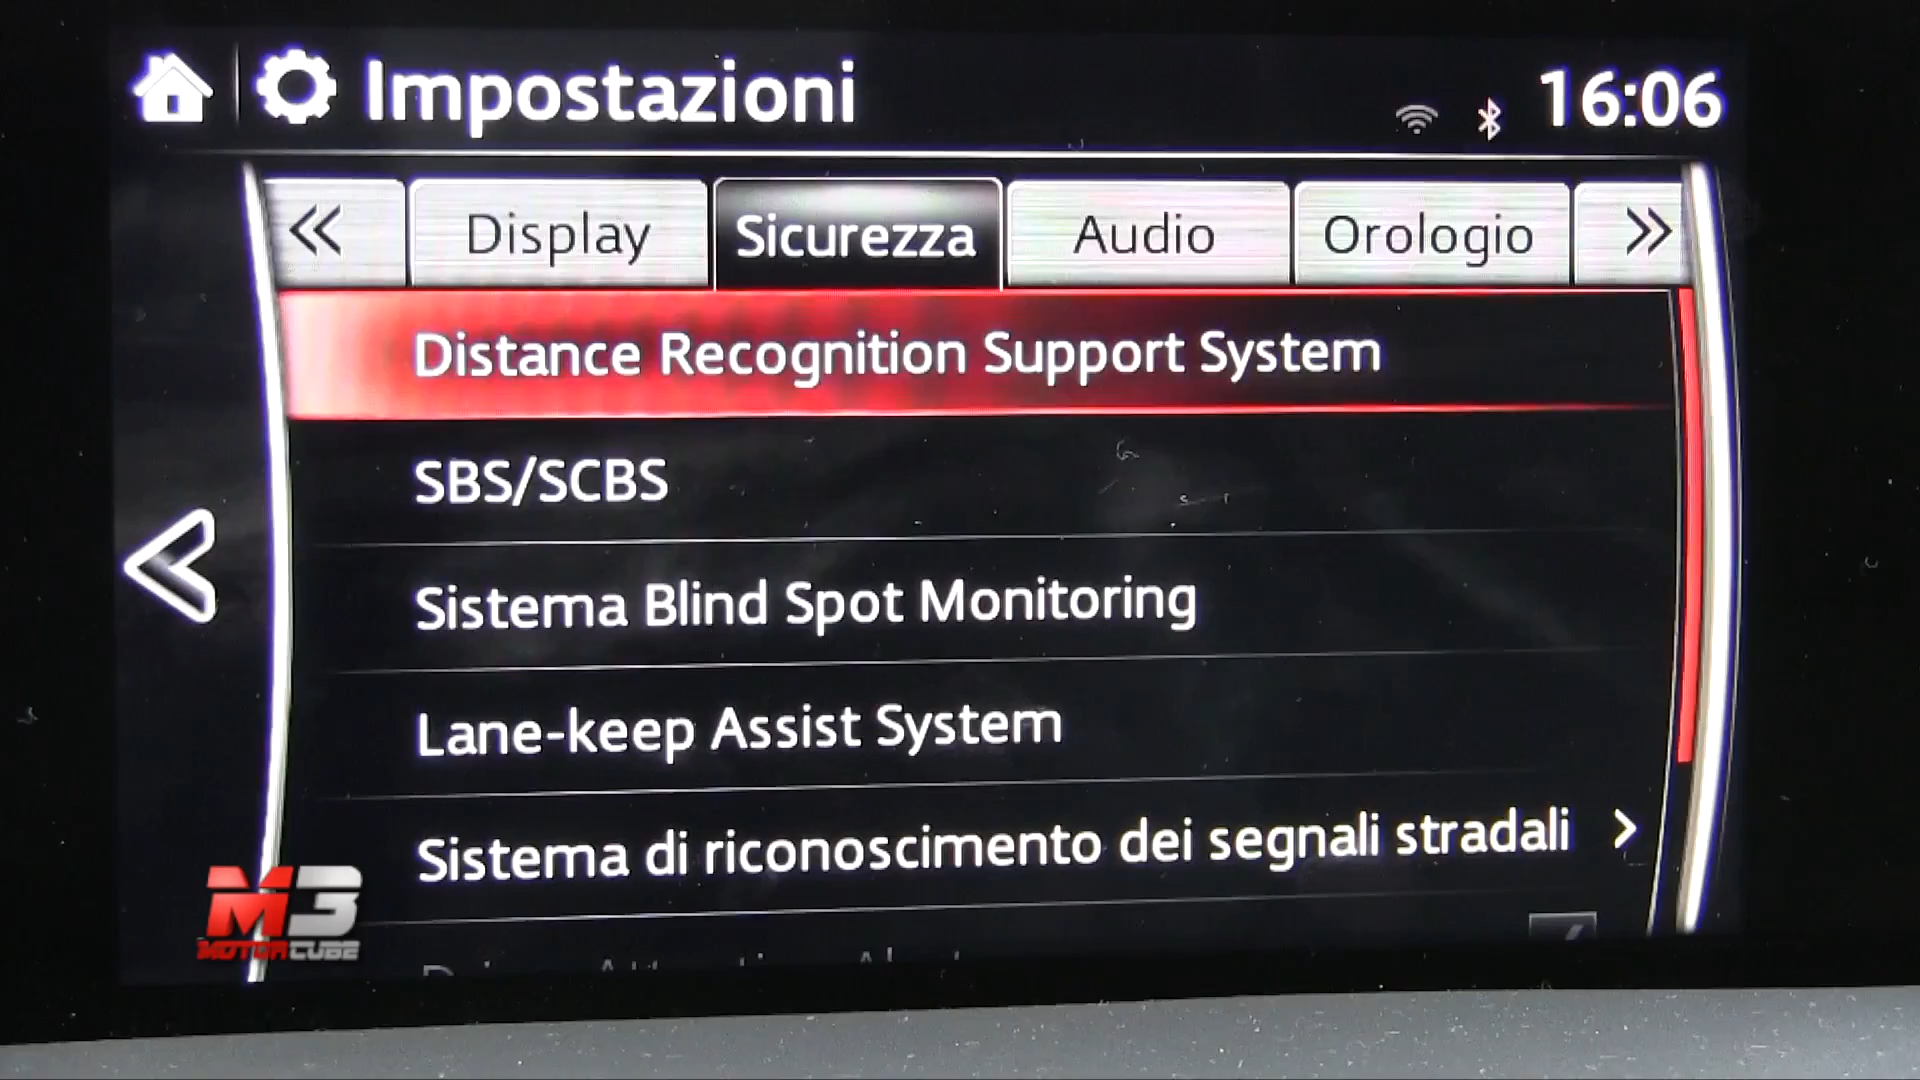 Impostazioni
16:06
Display
Sicurezza
Audio
Orologio
Distance Recognition Support System
SBS/SCBS
Sistema Blind Spot Monitoring
Lane-keep Assist System
Sistema di riconoscimento dei segnali stradali
M3
MOTORCUBE